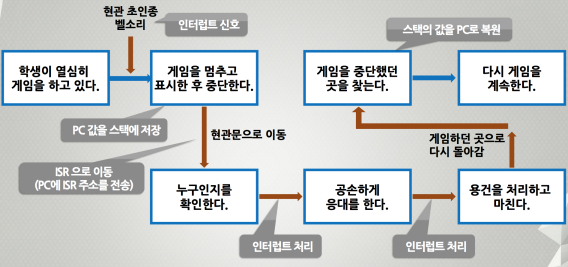 현관 초인종
벨소리
인터럽트 신호
스택의 값을 PC로 복원
학생이 열심히
게임을 하고 있다.
게임을 멈추고
표시한 후 중단한다.
게임을 중단했던
곳을 찾는다.
다시 게임을
계속한다.
PC 값을 스택에 저장
현관문으로 이동
게임하던 곳으로
다시 돌아감
ISR 으로 이동
(PC에 ISR 주소를 전송)
누구인지를
확인한다.
공손하게
응대를 한다.
용건을 처리하고
마친다.
인터럽트 처리
인터럽트 처리